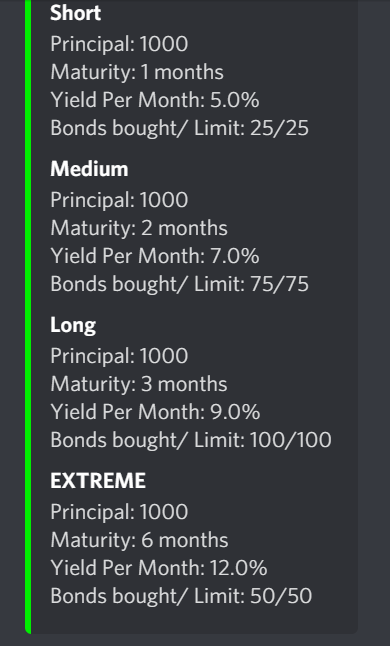 Short
Principal: 1000
Maturity: 1 months
Yield Per Month: 5.0%
Bonds bought/ Limit: 25/25
Medium
Principal: 1000
Maturity: 2 months
Yield Per Month: 7.0%
Bonds bought/ Limit: 75/75
Long
Principal: 1000
Maturity: 3 months
Yield Per Month: 9.0%
Bonds bought/ Limit: 100/100
EXTREME
Principal: 1000
Maturity: 6 months
Yield Per Month: 12.0%
Bonds bought/ Limit: 50/50